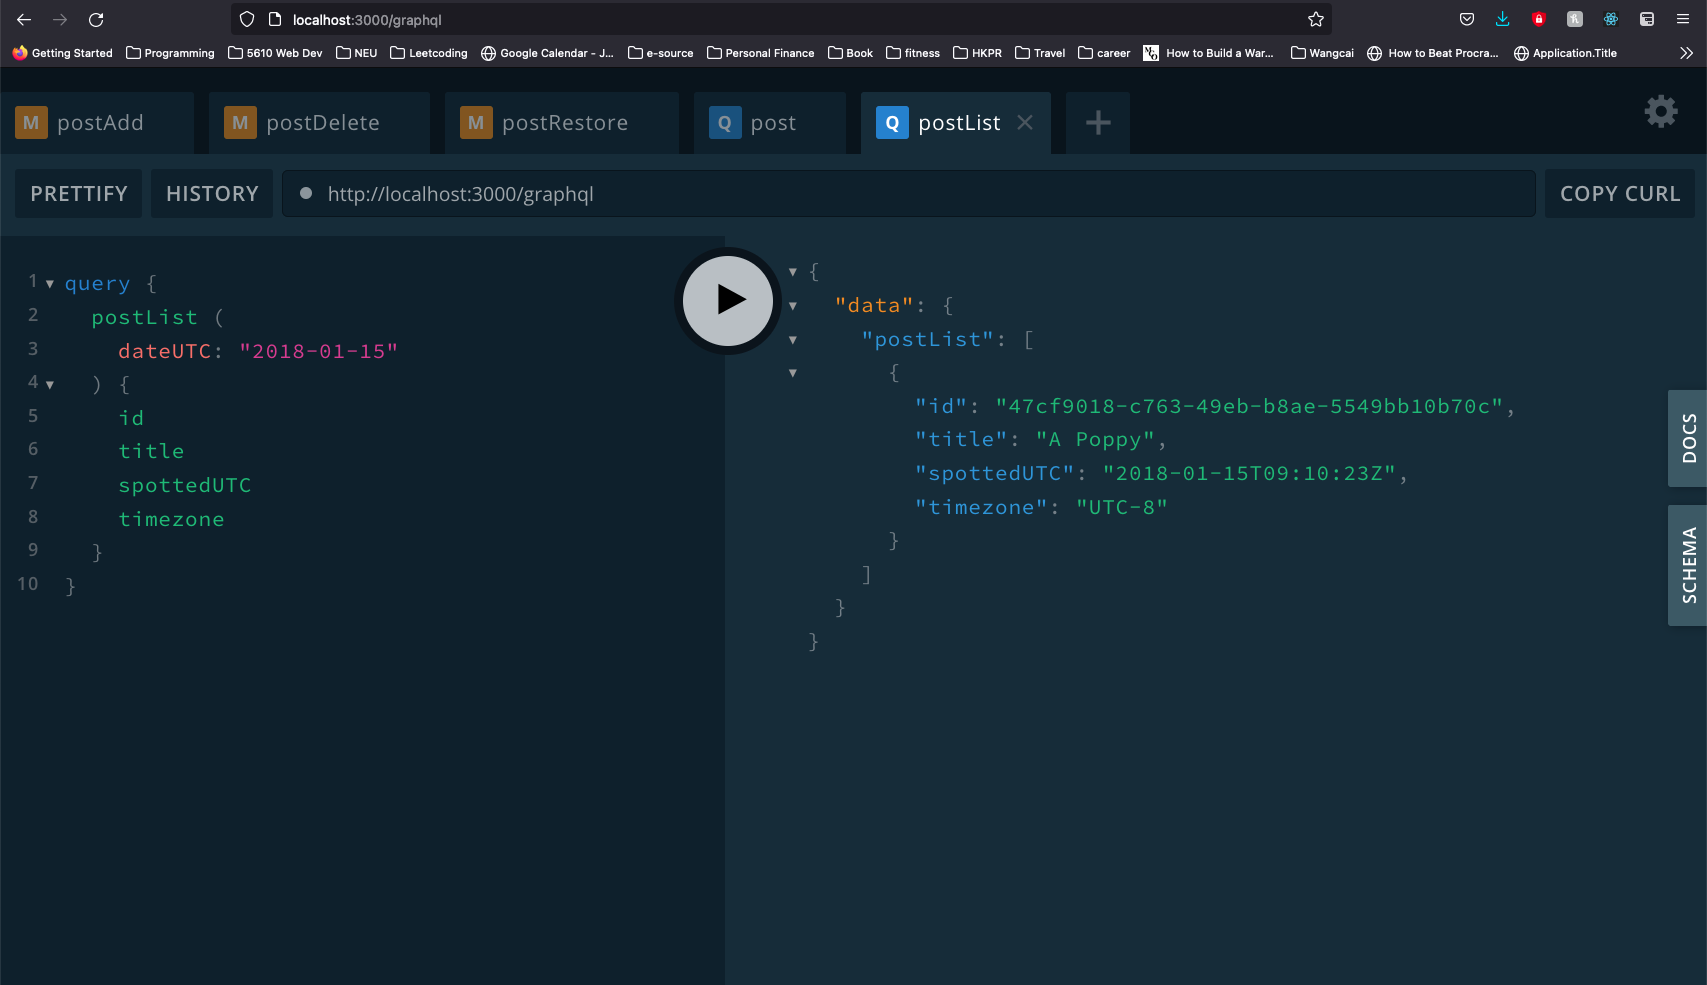 localhost:3000/graphql
Getting Started Programming 5610 Web Dev NEU Leetcoding Google Calendar - J... e-source Personal Finance Book fitness HKPR Travel career How to Build a War... Wangcai How to Beat Progra... Application.Title
M postAdd M postDelete M postRestore Q post Q postList
PRETTIFY HISTORY http://localhost:3000/graphql COPY CURL
1 query {
2 postList (
3 dateUTC: "2018-01-15"
4 ) {
5 id
6 title
7 spottedUTC
8 timezone
9 }
10 }
{
"data": {
"postList": [
{
"id": "47cf9018-c763-49eb-b8ae-5549bb10b70c",
"title": "A Poppy",
"spottedUTC": "2018-01-15T09:10:23Z",
"timezone": "UTC-8"
}
]
}
}
DOCS
SCHEMA